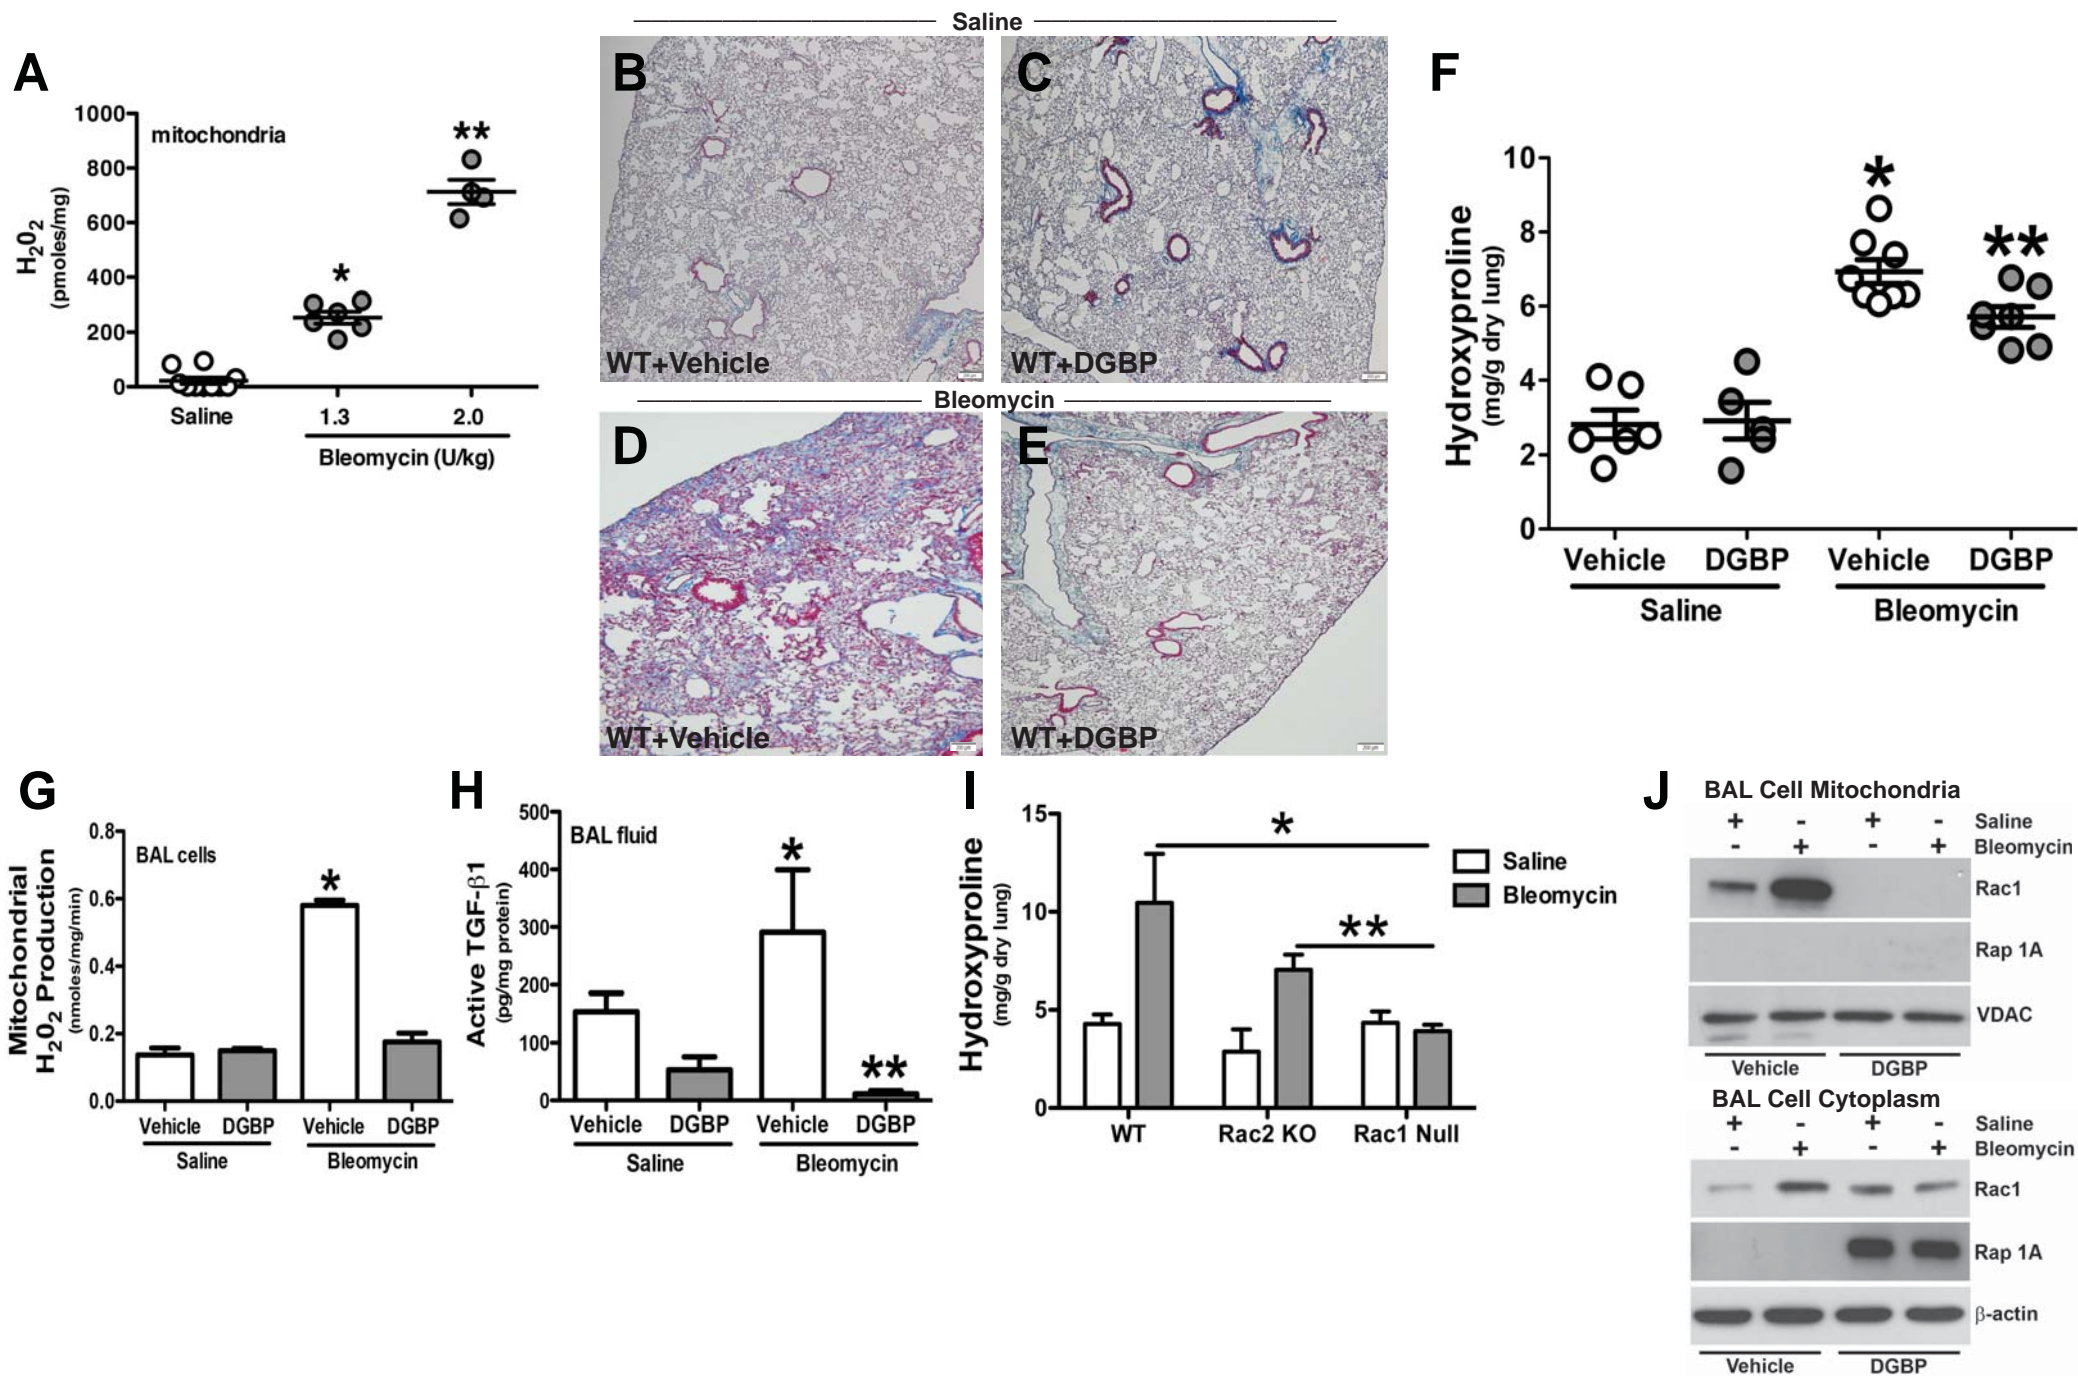 Saline
A
1000
800
600
400
200
0
H₂0₂
(pmoles/mg)
mitochondria
*
**
Saline
1.3
2.0
Bleomycin (U/kg)
B
WT+Vehicle
C
WT+DGBP
Bleomycin
D
WT+Vehicle
E
WT+DGBP
F
10
8
6
4
2
0
Hydroxyproline
(mg/g dry lung)
*
**
Vehicle DGBP Vehicle DGBP
Saline Bleomycin
G
0.8
0.6
0.4
0.2
0.0
Mitochondrial
H₂0₂ Production
(nmoles/mg/min)
BAL cells
*
Vehicle DGBP Vehicle DGBP
Saline Bleomycin
H
500
400
300
200
100
0
Active TGF-β1
(pg/mg protein)
BAL fluid
*
**
Vehicle DGBP Vehicle DGBP
Saline Bleomycin
I
15
10
5
0
Hydroxyproline
(mg/g dry lung)
*
**
Saline
Bleomycin
WT Rac2 KO Rac1 Null
J
BAL Cell Mitochondria
+ - + - Saline
- + - + Bleomycin
Rac1
Rap 1A
VDAC
Vehicle DGBP
BAL Cell Cytoplasm
+ - + - Saline
- + - + Bleomycin
Rac1
Rap 1A
β-actin
Vehicle DGBP